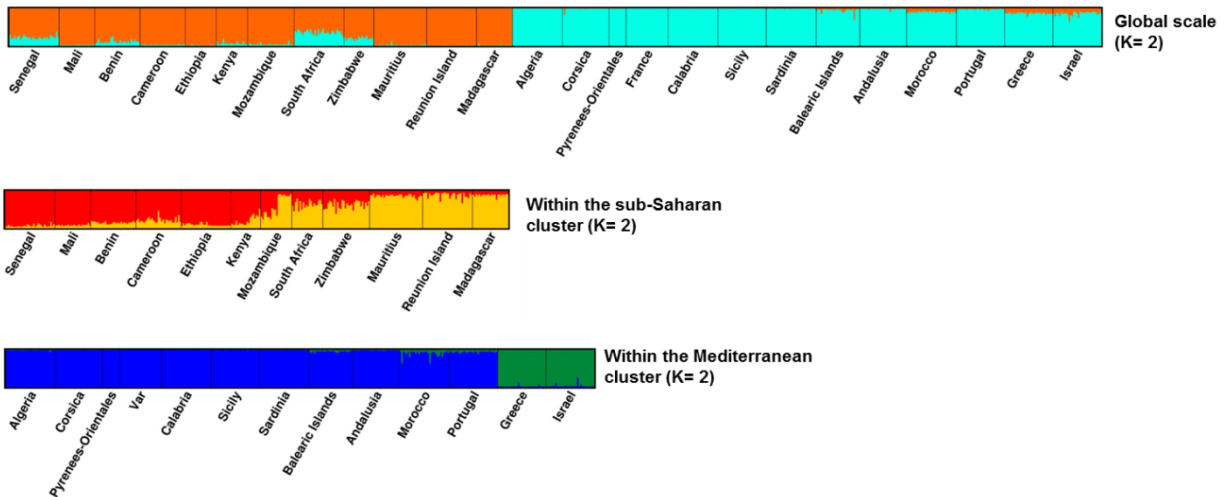 Global scale
(K= 2)
Senegal
Mali
Benin
Cameroon
Ethiopia
Kenya
Mozambique
South Africa
Zimbabwe
Mauritius
Reunion Island
Madagascar
Algeria
Corsica
Pyrenees-Orientales
France
Calabria
Sicily
Sardinia
Balearic Islands
Andalusia
Morocco
Portugal
Greece
Israel
Within the sub-Saharan
cluster (K= 2)
Senegal
Mali
Benin
Cameroon
Ethiopia
Kenya
Mozambique
South Africa
Zimbabwe
Mauritius
Reunion Island
Madagascar
Within the Mediterranean
cluster (K= 2)
Algeria
Corsica
Pyrenees-Orientales
Var
Calabria
Sicily
Sardinia
Balearic Islands
Andalusia
Morocco
Portugal
Greece
Israel